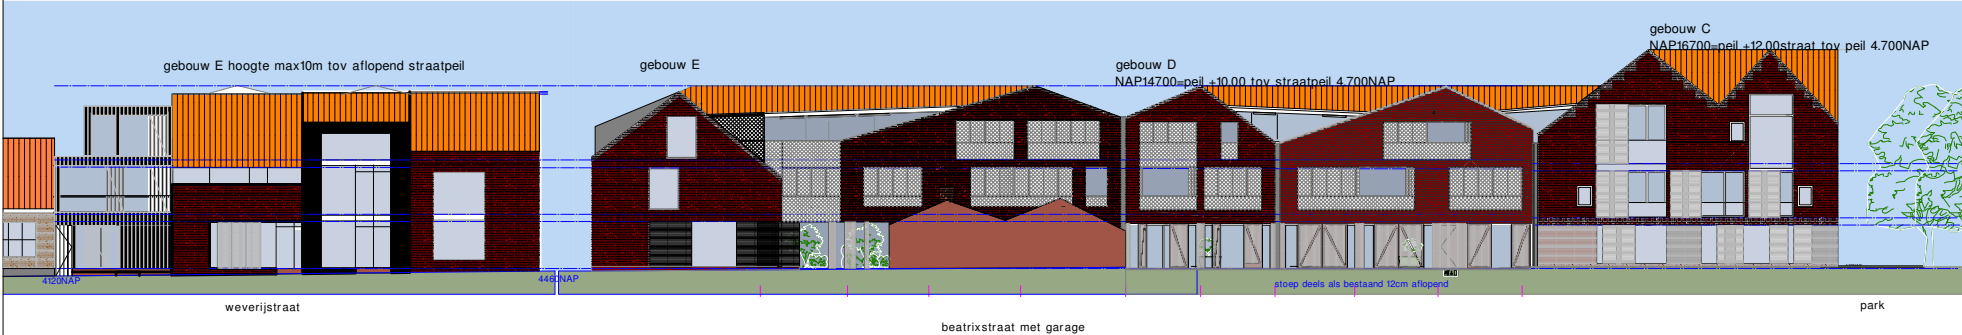 gebouw C
NAP16700=peil +12.00straat tov peil 4.700NAP
gebouw E hoogte max10m tov aflopend straatpeil
gebouw E
gebouw D
NAP14700=peil +10.00 tov straatpeil 4.700NAP
4120NAP
4460NAP
stoep deels als bestaand 12cm aflopend
weverijstraat
park
beatrixstraat met garage